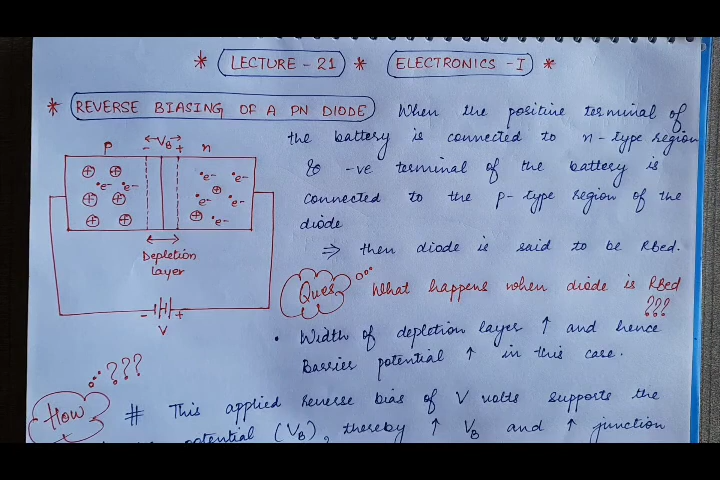 * LECTURE - 21 * ELECTRONICS - I *
* REVERSE BIASING OF A PN DIODE When the positive terminal of
the battery is connected to n-type region
& -ve terminal of the battery is
connected to the p-type region of the
diode
⇒ then diode is said to be RBed.
p - VB + n
⊕ ⊕ •e- •e-
•e- •e- ⊕
⊕ ⊕ •e- •e-
⊕ ⊕ ⊕ •e-
Depletion
layer
- +
V
Ques What happens when diode is RBed
???
• Width of depletion layer ↑ and hence
Barrier potential ↑ in this case.
???
How # This applied reverse bias of V volts supports the
potential (VB), thereby ↑ VB and ↑ junction